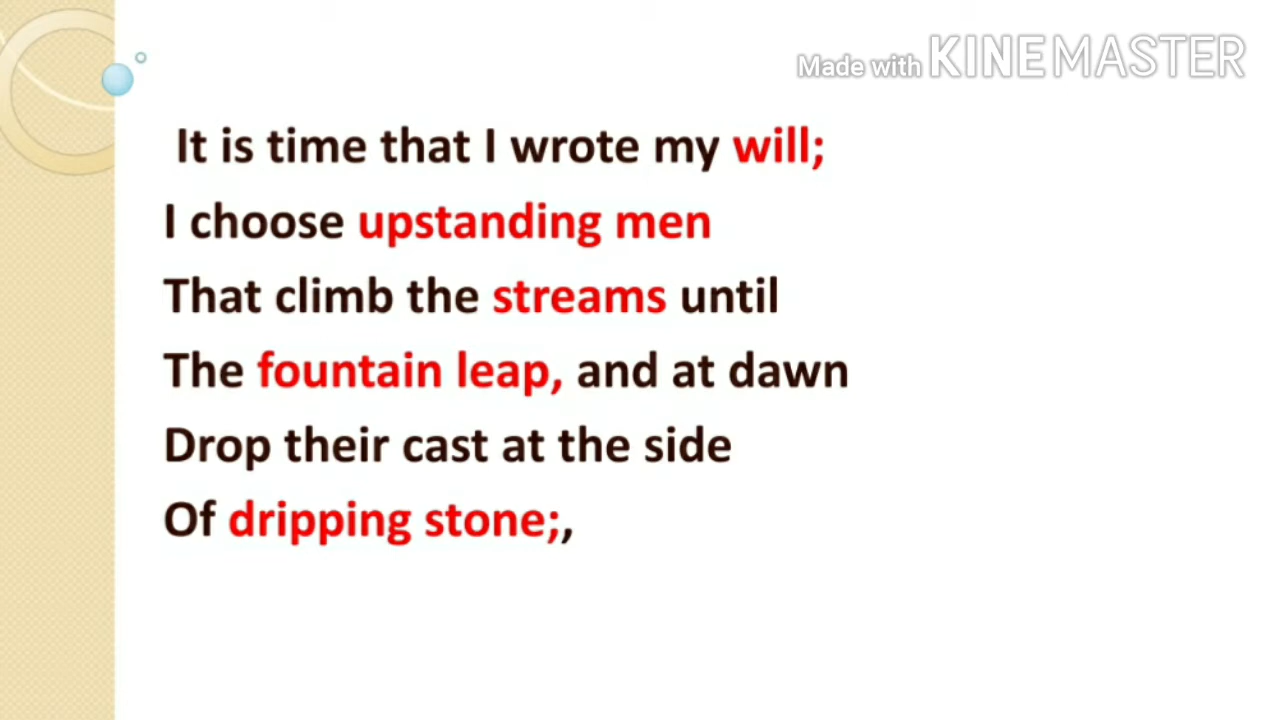 Made with KINEMASTER
It is time that I wrote my will;
I choose upstanding men
That climb the streams until
The fountain leap, and at dawn
Drop their cast at the side
Of dripping stone;,